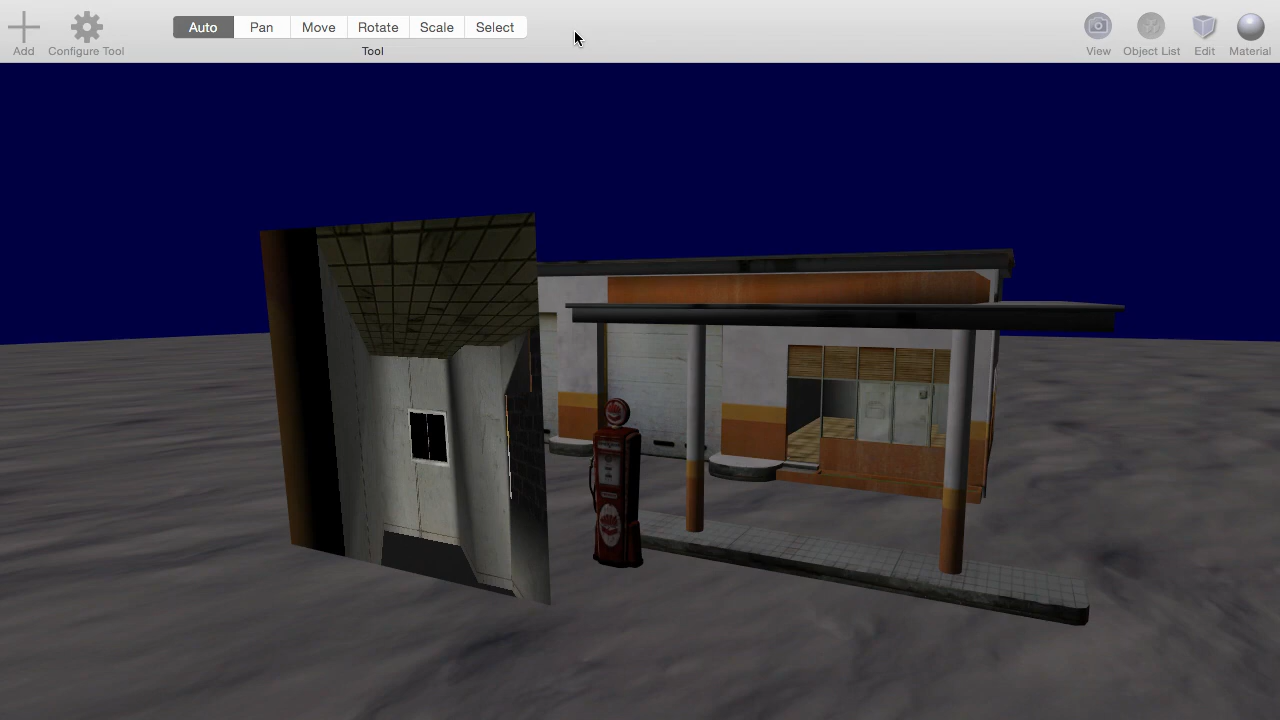 Add
Configure Tool
Auto
Pan
Move
Rotate
Scale
Select
Tool
View
Object List
Edit
Material